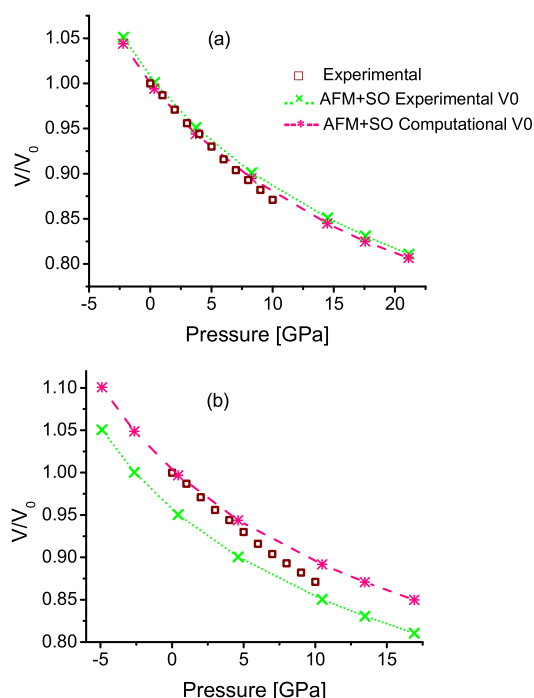 (a)
Experimental
AFM+SO Experimental V0
AFM+SO Computational V0
1.05
1.00
0.95
0.90
0.85
0.80
V/V0
-5 0 5 10 15 20
Pressure [GPa]
(b)
1.10
1.05
1.00
0.95
0.90
0.85
0.80
V/V0
-5 0 5 10 15
Pressure [GPa]